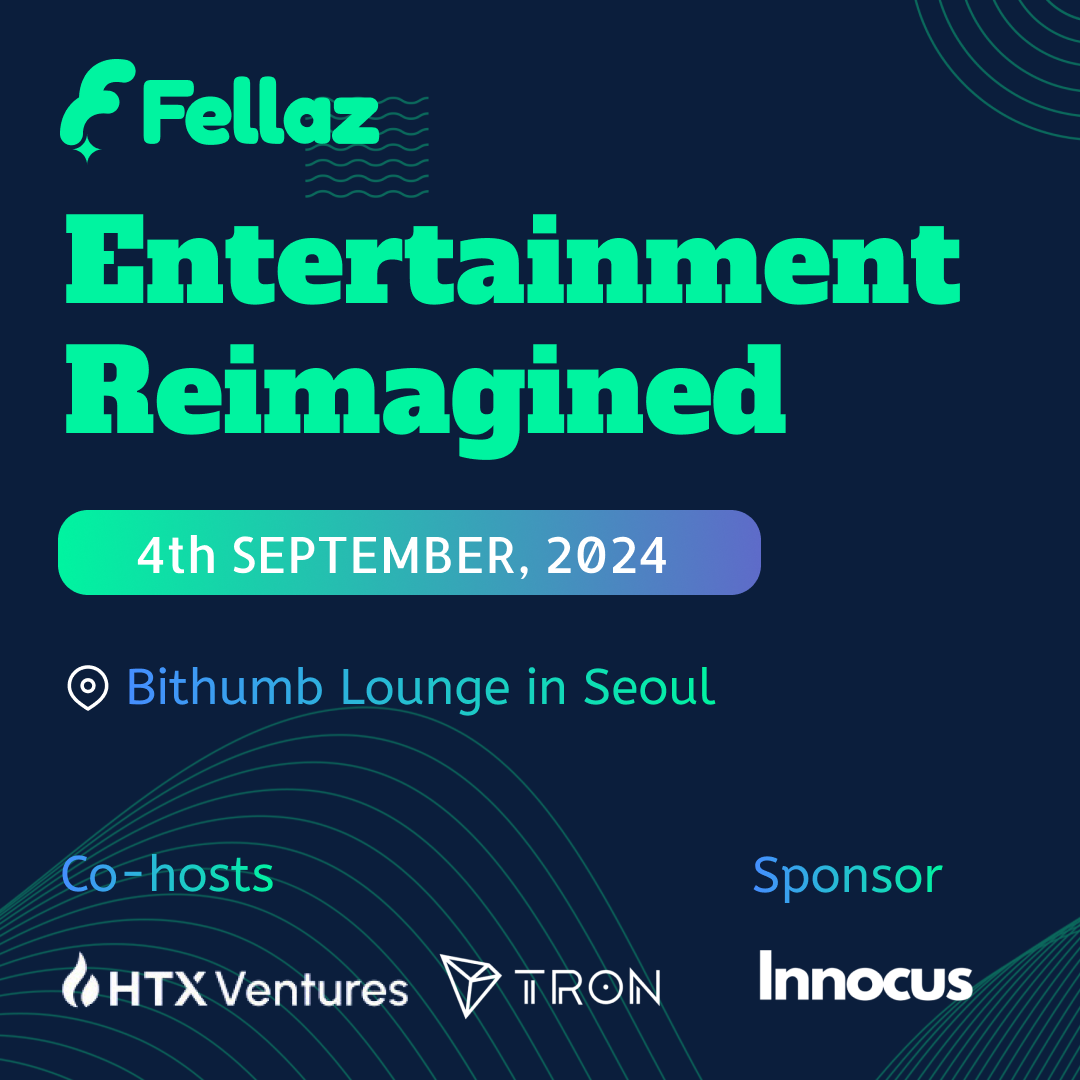 Fellaz
Entertainment
Reimagined
4th SEPTEMBER, 2024
Bithumb Lounge in Seoul
Co-hosts
Sponsor
HTX Ventures
TRON
Innocus